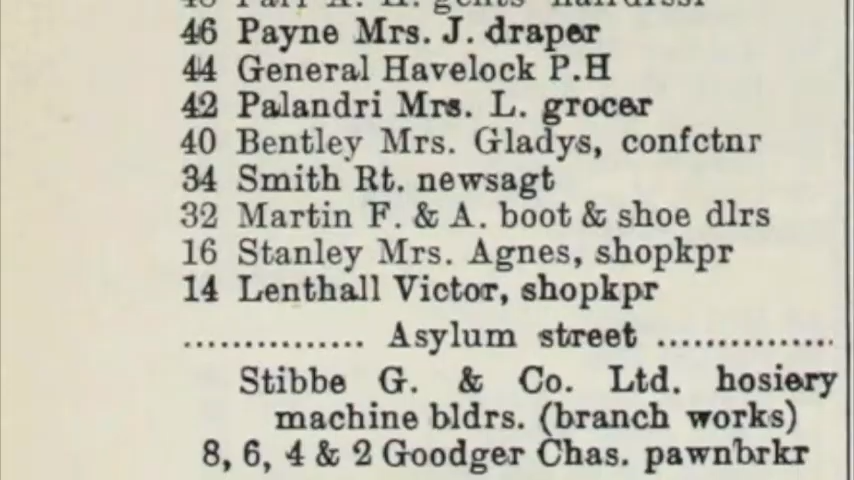 46 Payne Mrs. J. draper
44 General Havelock P.H
42 Palandri Mrs. L. grocer
40 Bentley Mrs. Gladys, confctnr
34 Smith Rt. newsagt
32 Martin F. & A. boot & shoe dlrs
16 Stanley Mrs. Agnes, shopkpr
14 Lenthall Victor, shopkpr
............... Asylum street ...............
Stibbe G. & Co. Ltd. hosiery
machine bldrs. (branch works)
8, 6, 4 & 2 Goodger Chas. pawnbrkr